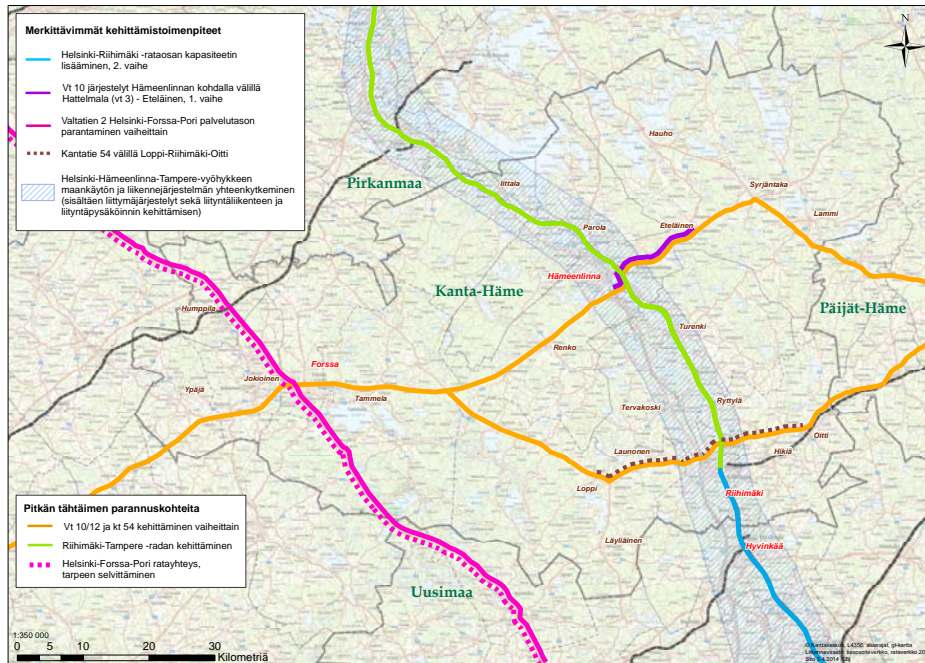 Merkittävimmät kehittämistoimenpiteet
Helsinki-Riihimäki -rataosan kapasiteetin
lisääminen, 2. vaihe
Vt 10 järjestelyt Hämeenlinnan kohdalla välillä
Hattelmala (vt 3) - Eteläinen, 1. vaihe
Valtatien 2 Helsinki-Forssa-Pori palvelutason
parantaminen vaiheittain
Kantatie 54 välillä Loppi-Riihimäki-Oitti
Helsinki-Hämeenlinna-Tampere-vyöhykkeen
maankäytön ja liikennejärjestelmän yhteenkytkeminen
(sisältäen liittymäjärjestelyt sekä liityntäliikenteen ja
liityntäpysäköinnin kehittämisen)
N
Hauho
Pirkanmaa
Iittala
Syrjäntaka
Lammi
Parola
Eteläinen
Hämeenlinna
Kanta-Häme
Päijät-Häme
Humppila
Turenki
Renko
Forssa
Jokioinen
Ypäjä
Tammela
Tervakoski
Ryttylä
Oitti
Launonen
Hikiä
Loppi
Riihimäki
Läyliäinen
Hyvinkää
Uusimaa
Pitkän tähtäimen parannuskohteita
Vt 10/12 ja kt 54 kehittäminen vaiheittain
Riihimäki-Tampere -radan kehittäminen
Helsinki-Forssa-Pori ratayhteys,
tarpeen selvittäminen
1:350 000
0 5 10 20 30
Kilometriä